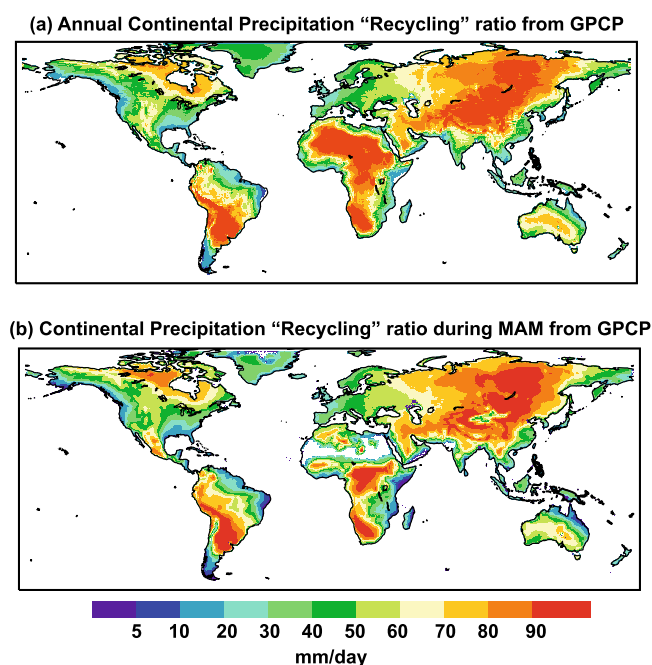 (a) Annual Continental Precipitation “Recycling” ratio from GPCP
(b) Continental Precipitation “Recycling” ratio during MAM from GPCP
5 10 20 30 40 50 60 70 80 90
mm/day